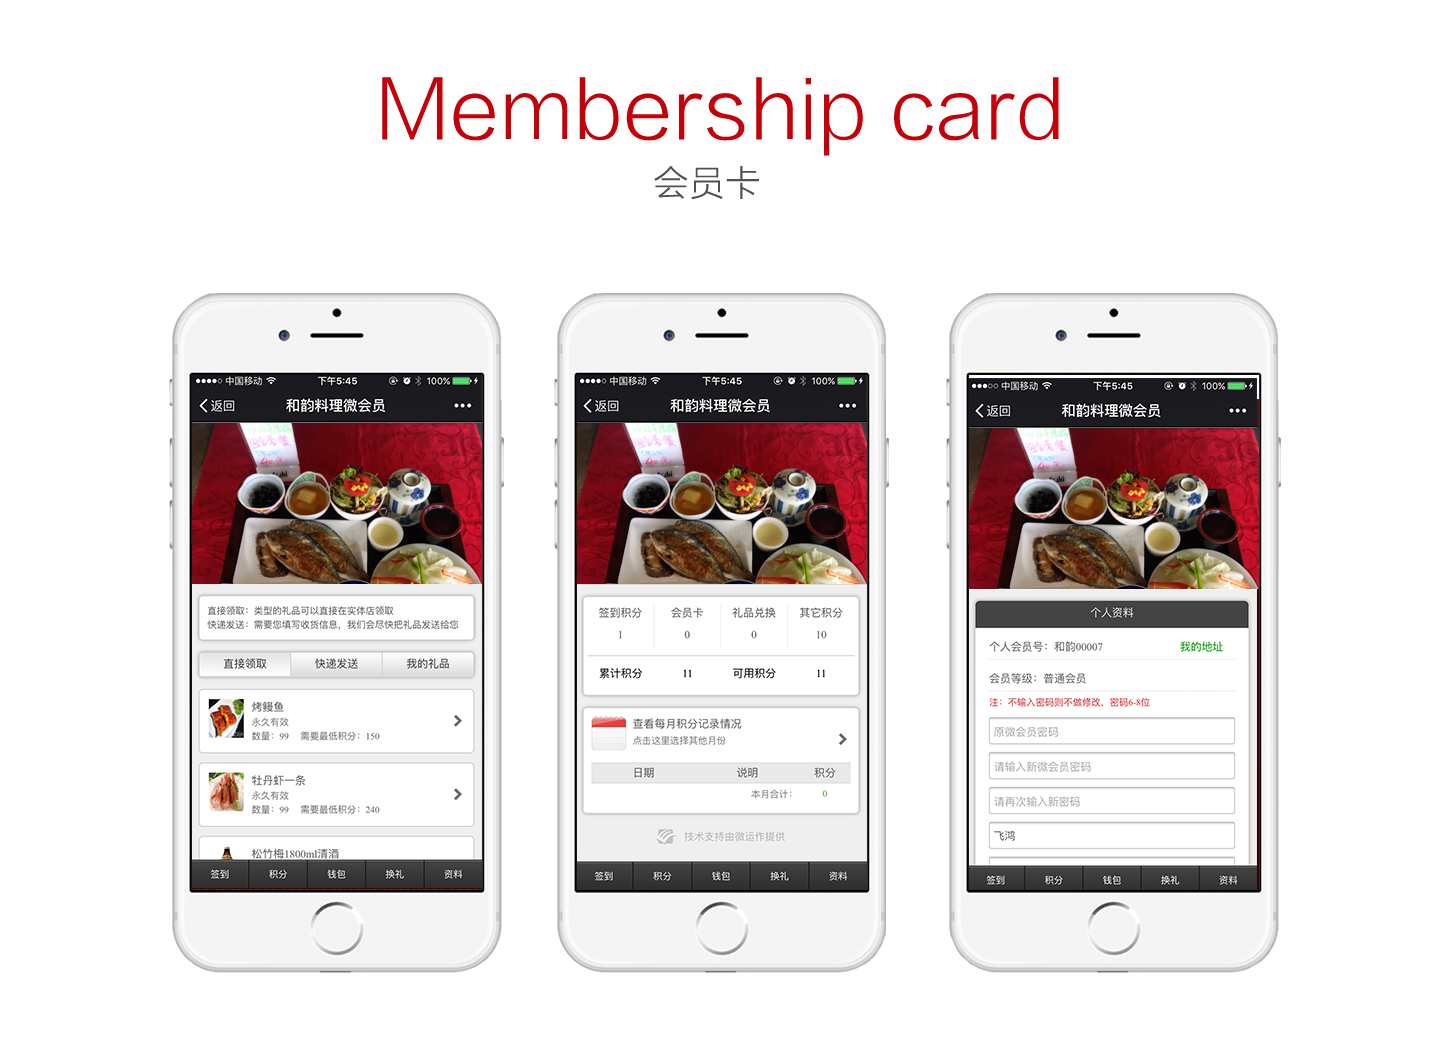 Membership card
会员卡
中国移动
下午5:45
100%
返回
和韵料理微会员
直接领取：类型的礼品可以直接在实体店领取
快递发送：需要您填写收货信息，我们会尽快把礼品发送给您
直接领取
快递发送
我的礼品
烤鳗鱼
永久有效
数量：99 需要最低积分：150
牡丹虾一条
永久有效
数量：99 需要最低积分：240
松竹梅1800ml清酒
签到
积分
钱包
换礼
资料
中国移动
下午5:45
100%
返回
和韵料理微会员
签到积分 会员卡 礼品兑换 其它积分
1 0 0 10
累计积分 11 可用积分 11
查看每月积分记录情况
点击这里选择其他月份
日期 说明 积分
本月合计： 0
技术支持由微运作提供
签到
积分
钱包
换礼
资料
中国移动
下午5:45
100%
返回
和韵料理微会员
个人资料
个人会员号：和韵00007 我的地址
会员等级：普通会员
注：不输入密码则不做修改，密码6-8位
原微会员密码
请输入新微会员密码
请再次输入新密码
飞鸿
签到
积分
钱包
换礼
资料